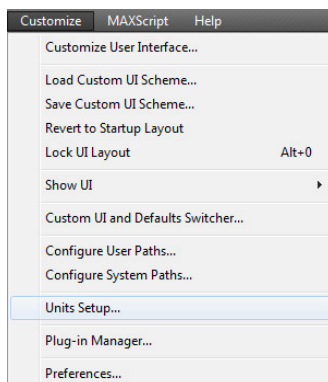 Customize MAXScript Help
Customize User Interface...
Load Custom UI Scheme...
Save Custom UI Scheme...
Revert to Startup Layout
Lock UI Layout Alt+0
Show UI
Custom UI and Defaults Switcher...
Configure User Paths...
Configure System Paths...
Units Setup...
Plug-in Manager...
Preferences...